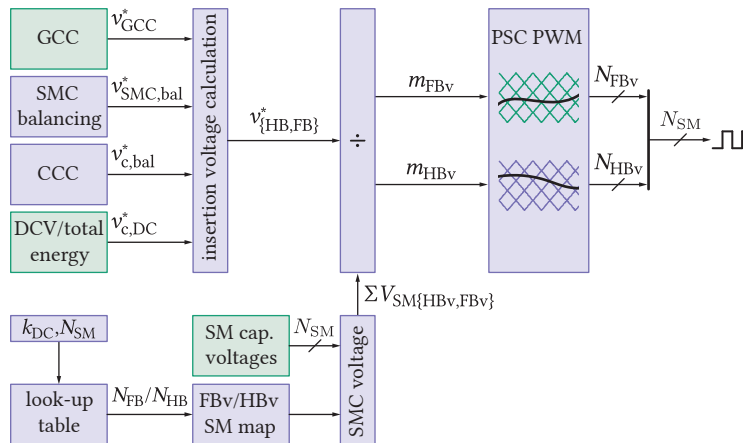 GCC
ν*GCC
SMC
balancing
ν*SMC,bal
CCC
ν*c,bal
DCV/total
energy
ν*c,DC
insertion voltage calculation
ν*{HB,FB}
÷
mFBv
mHBv
PSC PWM
NFBv
NHBv
NSM
ΣVSM{HBv,FBv}
kDC,NSM
SM cap.
voltages
NSM
SMC voltage
look-up
table
NFB/NHB
FBv/HBv
SM map